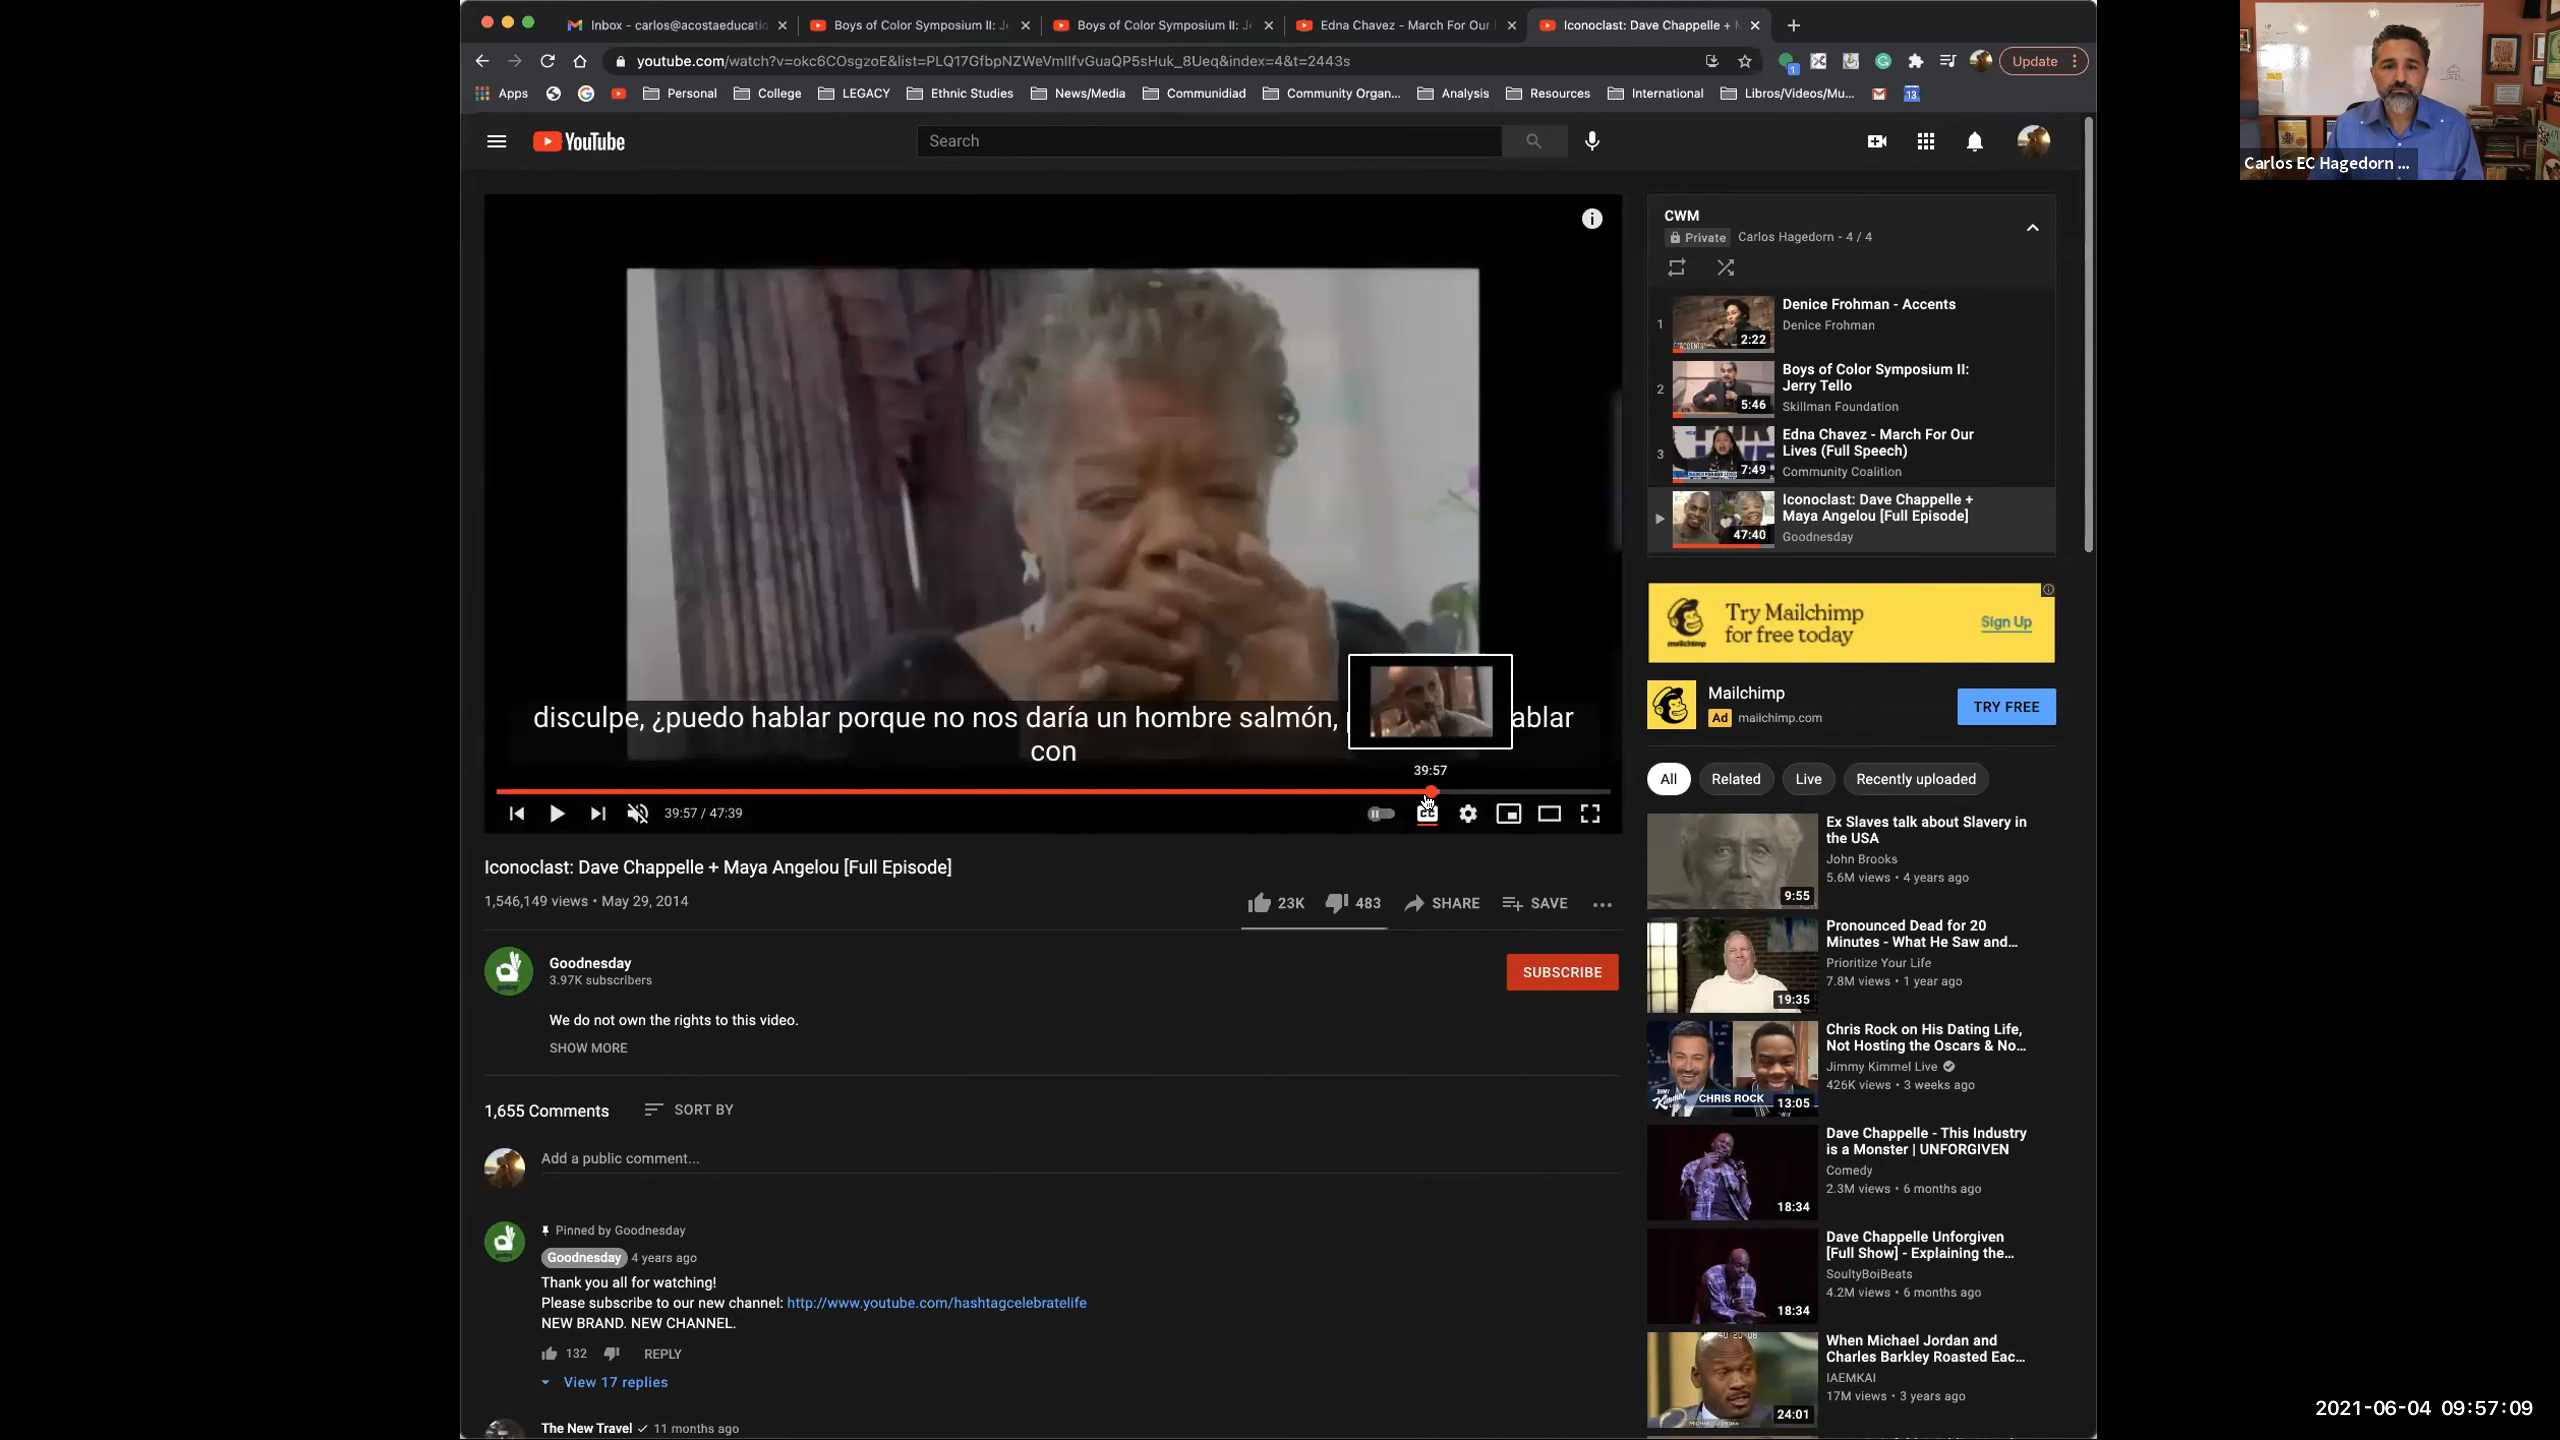 Inbox - carlos@acostaeducatio
Boys of Color Symposium II: J
Boys of Color Symposium II: J
Edna Chavez - March For Our
Iconoclast: Dave Chappelle +
youtube.com/watch?v=okc6COsgzoE&list=PLQ17GfbpNZWeVmIlfvGuaQP5sHuk_8Ueq&index=4&t=2443s
Update
Apps
Personal
College
LEGACY
Ethnic Studies
News/Media
Communidiad
Community Organ...
Analysis
Resources
International
Libros/Videos/Mu...
13
Carlos EC Hagedorn ...
YouTube
Search
disculpe, ¿puedo hablar porque no nos daría un hombre salmón, ablar
con
39:57
39:57 / 47:39
CC
Iconoclast: Dave Chappelle + Maya Angelou [Full Episode]
1,546,149 views • May 29, 2014
23K
483
SHARE
SAVE
Goodnesday
3.97K subscribers
SUBSCRIBE
We do not own the rights to this video.
SHOW MORE
1,655 Comments
SORT BY
Add a public comment...
Pinned by Goodnesday
Goodnesday 4 years ago
Thank you all for watching!
Please subscribe to our new channel: http://www.youtube.com/hashtagcelebratelife
NEW BRAND. NEW CHANNEL.
132
REPLY
View 17 replies
The New Travel 11 months ago
CWM
Private Carlos Hagedorn - 4 / 4
1
2:22
Denice Frohman - Accents
Denice Frohman
2
5:46
Boys of Color Symposium II:
Jerry Tello
Skillman Foundation
3
7:49
Edna Chavez - March For Our
Lives (Full Speech)
Community Coalition
47:40
Iconoclast: Dave Chappelle +
Maya Angelou [Full Episode]
Goodnesday
mailchimp
Try Mailchimp
for free today
Sign Up
Mailchimp
Ad mailchimp.com
TRY FREE
All
Related
Live
Recently uploaded
9:55
Ex Slaves talk about Slavery in
the USA
John Brooks
5.6M views • 4 years ago
19:35
Pronounced Dead for 20
Minutes - What He Saw and...
Prioritize Your Life
7.8M views • 1 year ago
CHRIS ROCK
13:05
Chris Rock on His Dating Life,
Not Hosting the Oscars & No...
Jimmy Kimmel Live
426K views • 3 weeks ago
18:34
Dave Chappelle - This Industry
is a Monster | UNFORGIVEN
Comedy
2.3M views • 6 months ago
18:34
Dave Chappelle Unforgiven
[Full Show] - Explaining the...
SoultyBoiBeats
4.2M views • 6 months ago
24:01
When Michael Jordan and
Charles Barkley Roasted Eac...
IAEMKAI
17M views • 3 years ago
2021-06-04 09:57:09